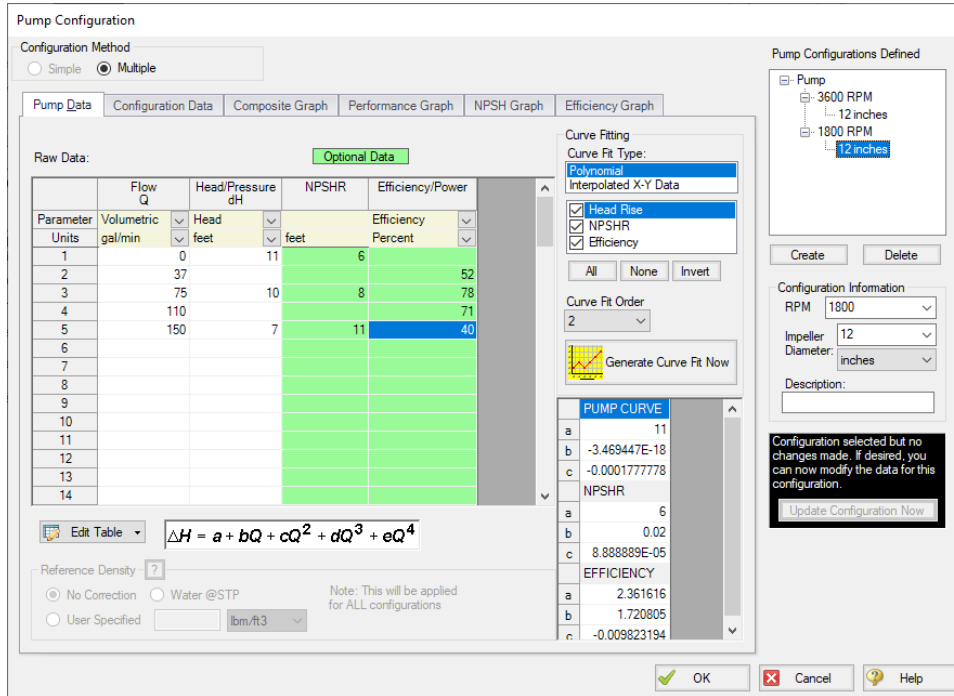 Pump Configuration
Configuration Method
Simple Multiple
Pump Data Configuration Data Composite Graph Performance Graph NPSH Graph Efficiency Graph
Raw Data:
Optional Data
Flow Head/Pressure NPSHR Efficiency/Power
Q dH
Parameter Volumetric Head Efficiency
Units gal/min feet feet Percent
1 0 11 6
2 37 52
3 75 10 8 78
4 110 71
5 150 7 11 40
6
7
8
9
10
11
12
13
14
Edit Table
ΔH = a + bQ + cQ² + dQ³ + eQ⁴
Reference Density ?
No Correction Water @STP
User Specified lbm/ft3
Note: This will be applied
for ALL configurations
Curve Fitting
Curve Fit Type:
Polynomial
Interpolated X-Y Data
Head Rise
NPSHR
Efficiency
All None Invert
Curve Fit Order
2
Generate Curve Fit Now
PUMP CURVE
a 11
b -3.469447E-18
c -0.0001777778
NPSHR
a 6
b 0.02
c 8.888889E-05
EFFICIENCY
a 2.361616
b 1.720805
c -0.009823194
Pump Configurations Defined
Pump
3600 RPM
12 inches
1800 RPM
12 inches
Create Delete
Configuration Information
RPM 1800
Impeller 12
Diameter: inches
Description:
Configuration selected but no
changes made. If desired, you
can now modify the data for this
configuration.
Update Configuration Now
OK Cancel Help